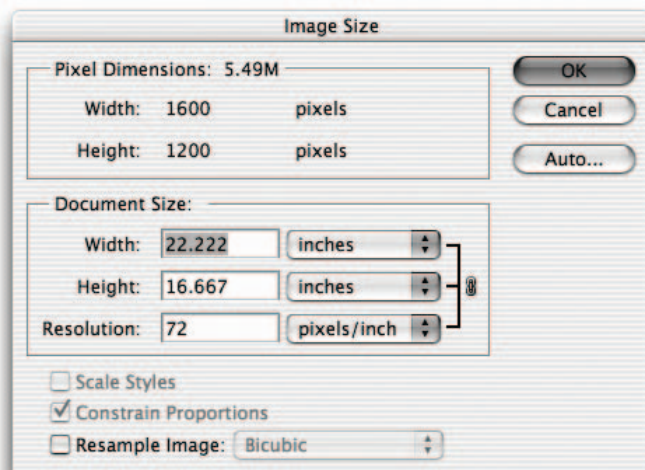 Image Size
Pixel Dimensions: 5.49M
OK
Width: 1600 pixels
Cancel
Height: 1200 pixels
Auto...
Document Size:
Width: 22.222 inches
Height: 16.667 inches
Resolution: 72 pixels/inch
Scale Styles
Constrain Proportions
Resample Image: Bicubic